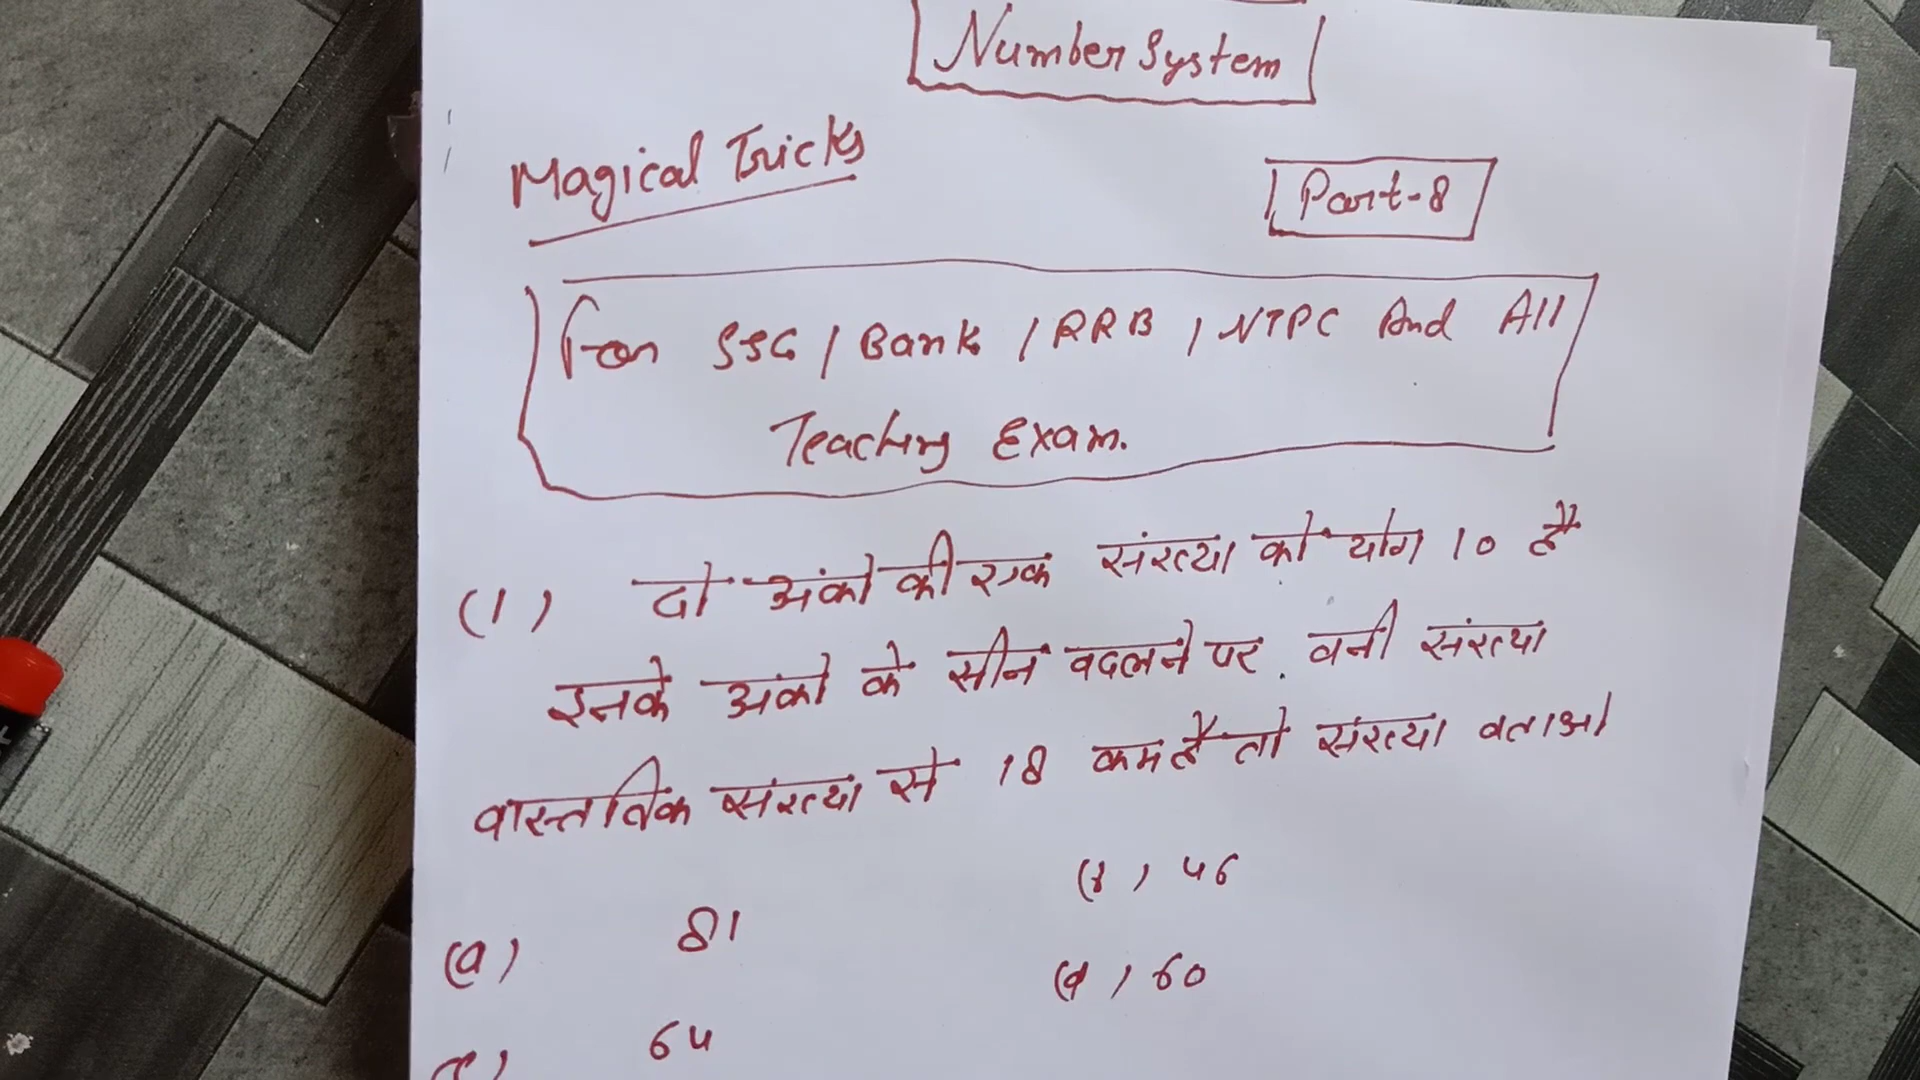 Number System
Magical Tricks
Part-8
For SSC / Bank / RRB / NTPC And All
Teaching Exam.
(1) दो अंको की एक संख्या को योग 10 है
इनके अंको के सीन बदलने पर बनी संख्या
वास्तविक संख्या से 18 कम है तो संख्या बताओ
(a) 81
46
64
(d) 60